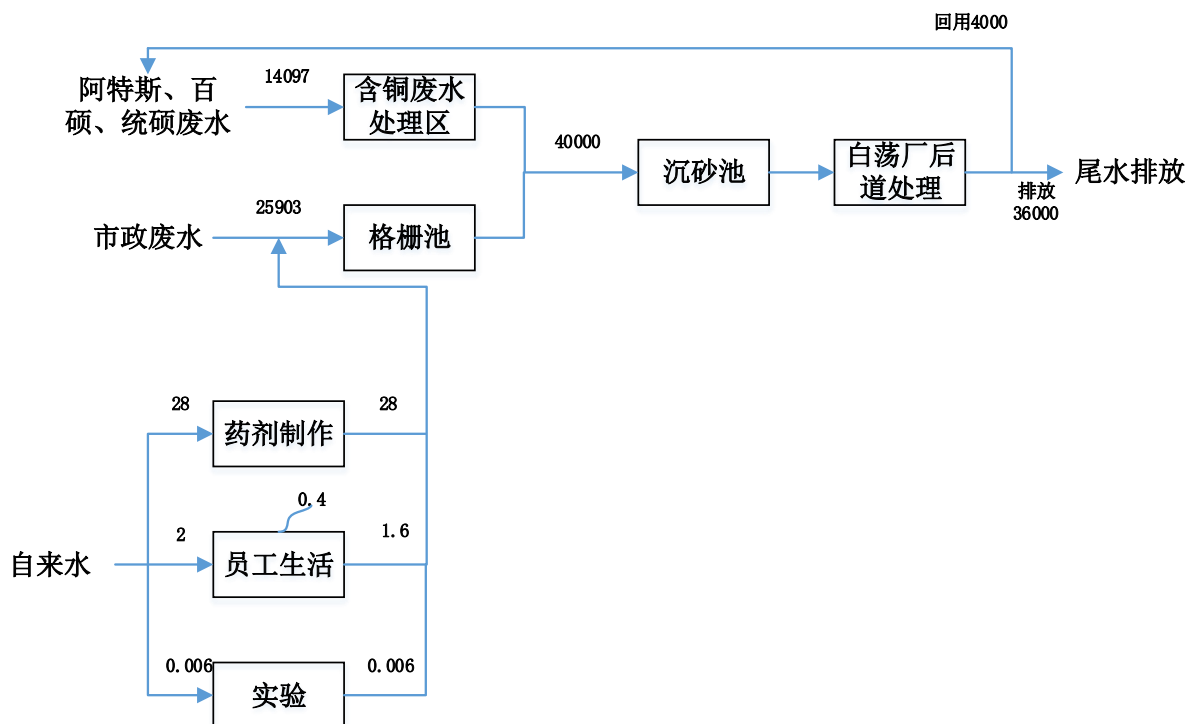 回用4000
阿特斯、百
硕、统硕废水
14097
含铜废水
处理区
40000
沉砂池
白荡厂后
道处理
尾水排放
排放
36000
市政废水
25903
格栅池
28
药剂制作
28
0.4
自来水
2
员工生活
1.6
0.006
实验
0.006